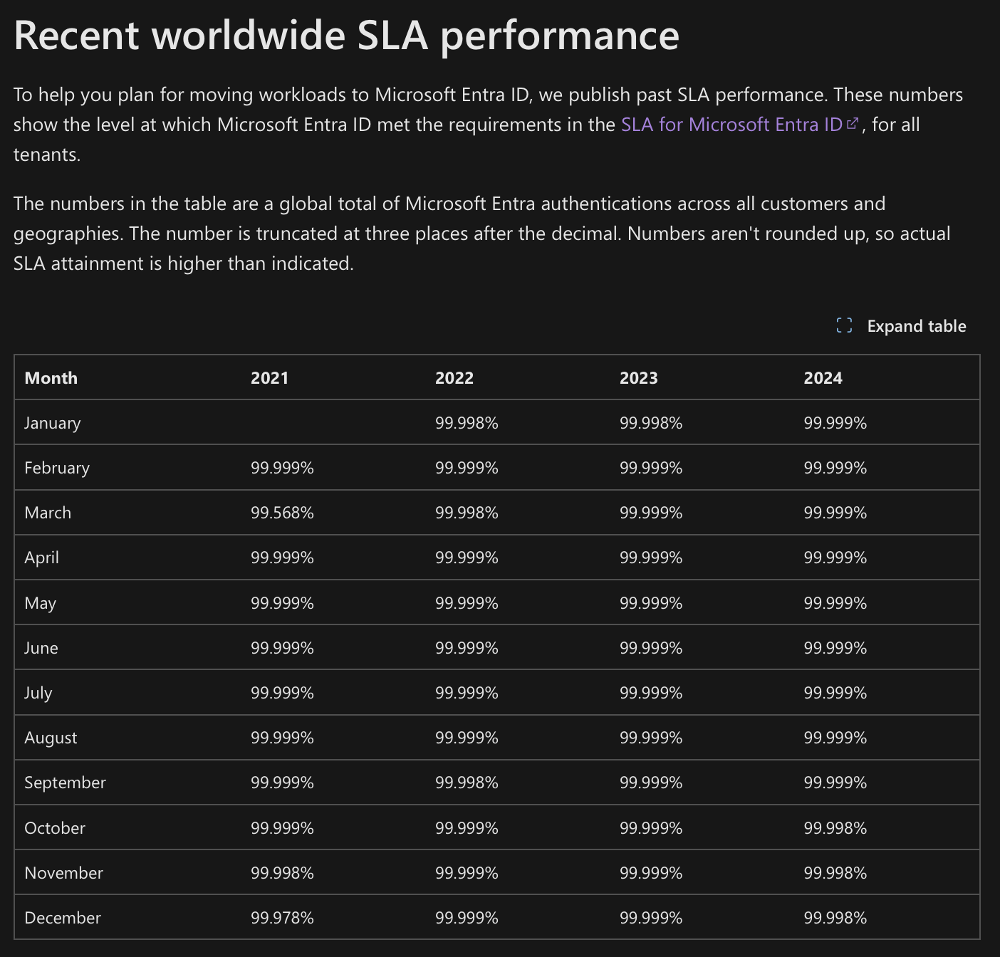 Recent worldwide SLA performance
To help you plan for moving workloads to Microsoft Entra ID, we publish past SLA performance. These numbers
show the level at which Microsoft Entra ID met the requirements in the SLA for Microsoft Entra ID, for all
tenants.
The numbers in the table are a global total of Microsoft Entra authentications across all customers and
geographies. The number is truncated at three places after the decimal. Numbers aren't rounded up, so actual
SLA attainment is higher than indicated.
Expand table
Month 2021 2022 2023 2024
January 99.998% 99.998% 99.999%
February 99.999% 99.999% 99.999% 99.999%
March 99.568% 99.998% 99.999% 99.999%
April 99.999% 99.999% 99.999% 99.999%
May 99.999% 99.999% 99.999% 99.999%
June 99.999% 99.999% 99.999% 99.999%
July 99.999% 99.999% 99.999% 99.999%
August 99.999% 99.999% 99.999% 99.999%
September 99.999% 99.998% 99.999% 99.999%
October 99.999% 99.999% 99.999% 99.998%
November 99.998% 99.999% 99.999% 99.998%
December 99.978% 99.999% 99.999% 99.998%